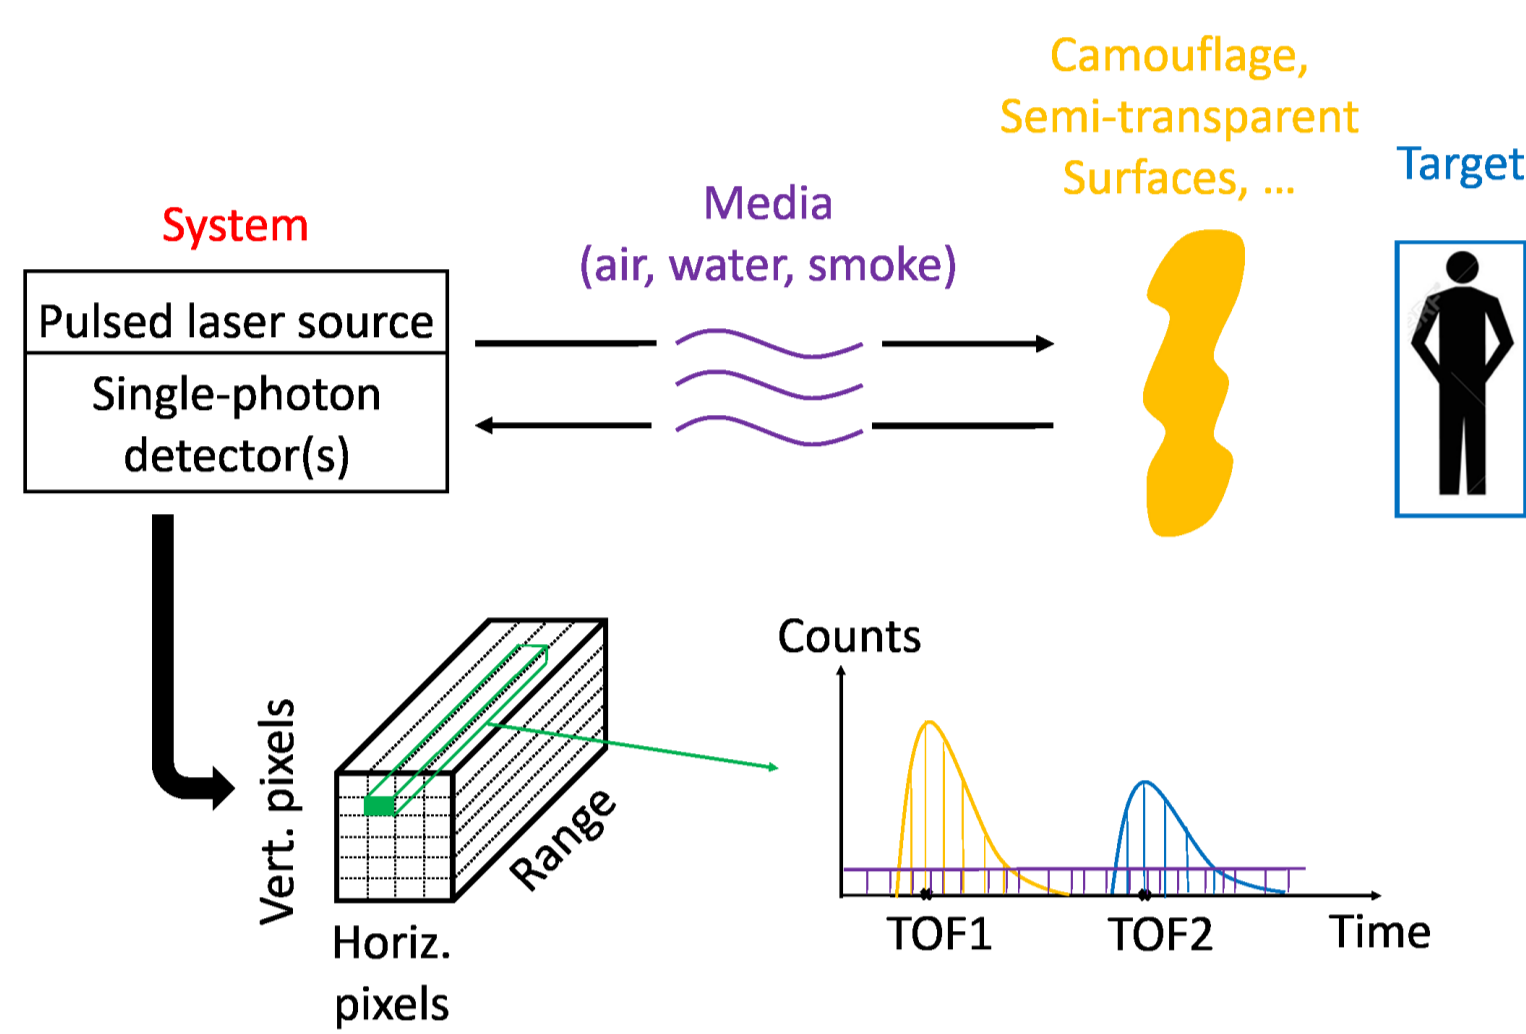 Camouflage,
Semi-transparent
Surfaces, ...
Target
Media
(air, water, smoke)
System
Pulsed laser source
Single-photon
detector(s)
Vert. pixels
Horiz.
pixels
Range
Counts
TOF1
TOF2
Time